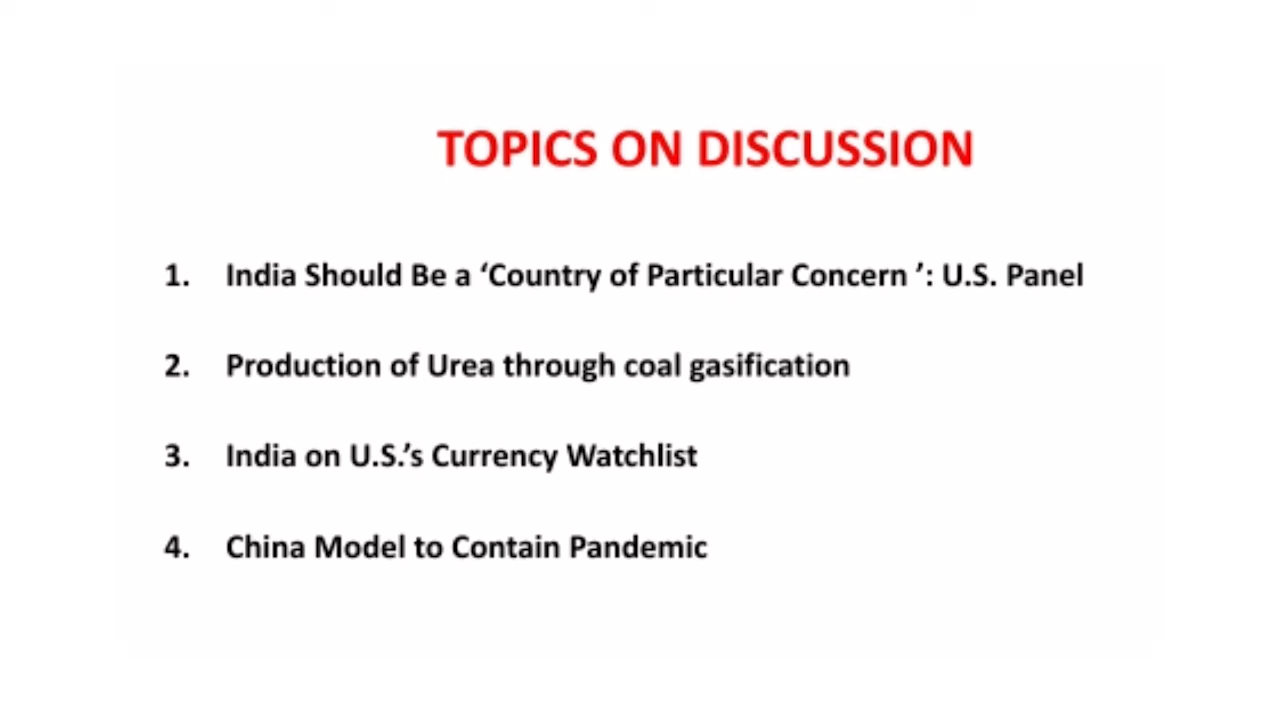 TOPICS ON DISCUSSION
1. India Should Be a ‘Country of Particular Concern ’: U.S. Panel
2. Production of Urea through coal gasification
3. India on U.S.’s Currency Watchlist
4. China Model to Contain Pandemic